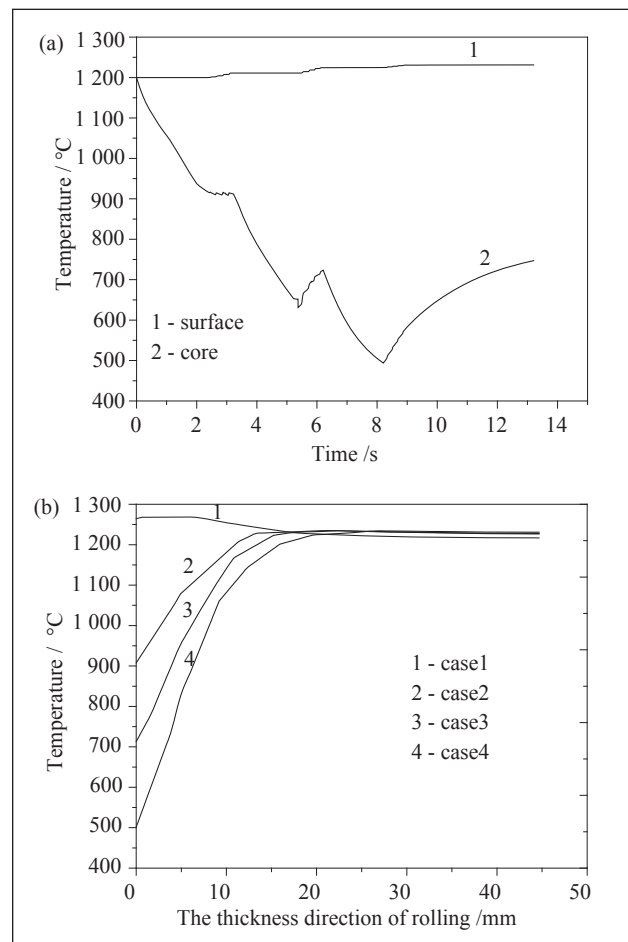 (a)
1 300
1 200
1 100
1 000
900
800
700
600
500
400
Temperature / °C
1
2
1 - surface
2 - core
0 2 4 6 8 10 12 14
Time /s
(b)
1 300
1 200
1 100
1 000
900
800
700
600
500
400
Temperature / °C
1
2
3
4
1 - case1
2 - case2
3 - case3
4 - case4
0 10 20 30 40 50
The thickness direction of rolling /mm